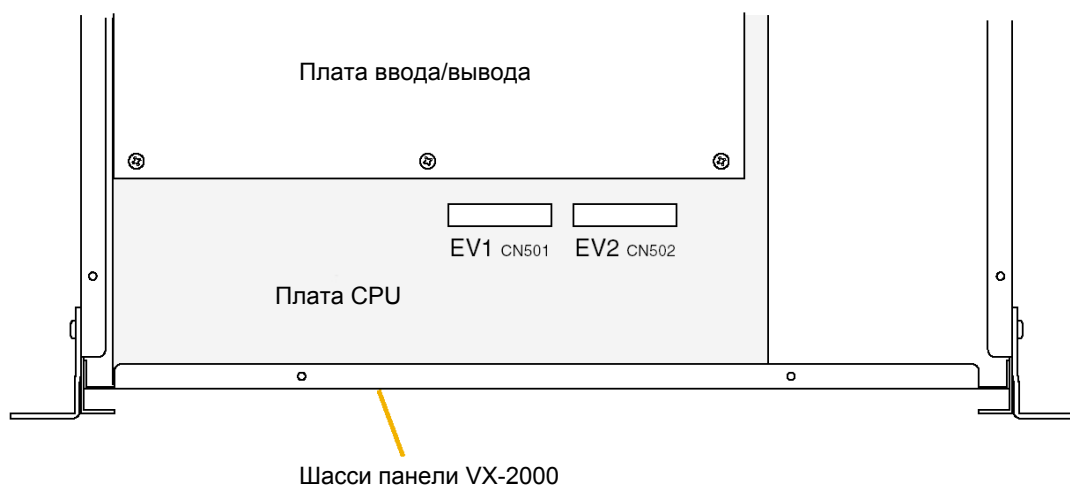 Плата ввода/вывода
EV1 CN501 EV2 CN502
Плата CPU
Шасси панели VX-2000